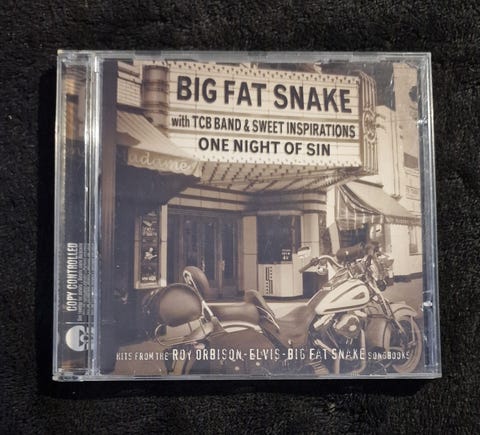 BIG FAT SNAKE
with TCB BAND & SWEET INSPIRATIONS
ONE NIGHT OF SIN
Madame
COPY CONTROLLED
HITS FROM THE ROY ORBISON-ELVIS-BIG FAT SNAKE SONGBOOKS